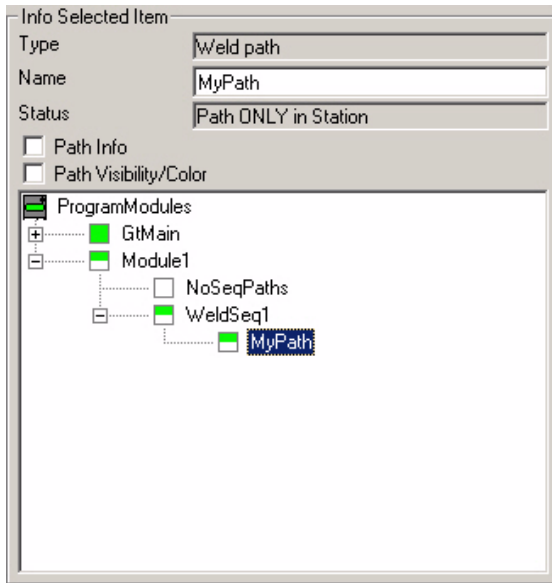 Info Selected Item
Type Weld path
Name MyPath
Status Path ONLY in Station
Path Info
Path Visibility/Color
ProgramModules
GtMain
Module1
NoSeqPaths
WeldSeq1
MyPath